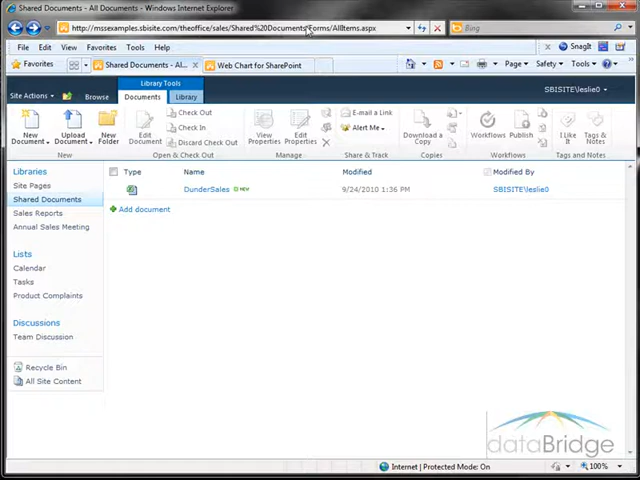 Shared Documents - All Documents - Windows Internet Explorer
http://mssexamples.sbisite.com/theoffice/sales/Shared%20Documents/Forms/AllItems.aspx
Bing
File Edit View Favorites Tools Help
SnagIt
Favorites
Shared Documents - Al...
Web Chart for SharePoint
Page Safety Tools
Library Tools
Site Actions
Browse
Documents
Library
SBISITE\leslie0
New Document
Upload Document
New Folder
New
Edit Document
Check Out
Check In
Discard Check Out
Open & Check Out
View Properties
Edit Properties
Manage
E-mail a Link
Alert Me
Share & Track
Download a Copy
Copies
Workflows
Publish
Workflows
I Like It
Tags & Notes
Tags and Notes
Libraries
Site Pages
Shared Documents
Sales Reports
Annual Sales Meeting
Lists
Calendar
Tasks
Product Complaints
Discussions
Team Discussion
Recycle Bin
All Site Content
Type Name Modified Modified By
DunderSales NEW 9/24/2010 1:36 PM SBISITE\leslie0
Add document
dataBridge
Internet | Protected Mode: On
100%